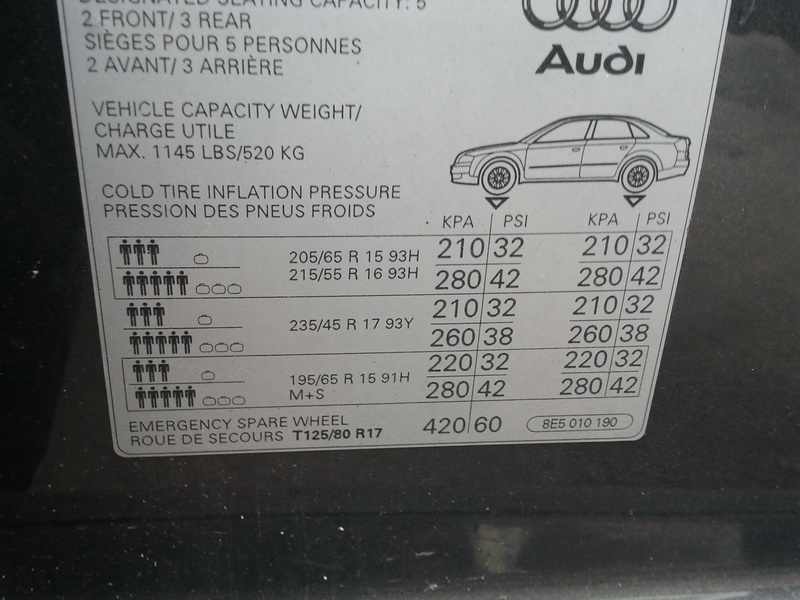 DESIGNATED SEATING CAPACITY: 5
2 FRONT/ 3 REAR
SIÈGES POUR 5 PERSONNES
2 AVANT/ 3 ARRIÈRE
Audi
VEHICLE CAPACITY WEIGHT/
CHARGE UTILE
MAX. 1145 LBS/520 KG
COLD TIRE INFLATION PRESSURE
PRESSION DES PNEUS FROIDS
KPA PSI KPA PSI
205/65 R 15 93H 210 32 210 32
215/55 R 16 93H 280 42 280 42
210 32 210 32
235/45 R 17 93Y
260 38 260 38
220 32 220 32
195/65 R 15 91H
M+S 280 42 280 42
EMERGENCY SPARE WHEEL
ROUE DE SECOURS T125/80 R17 420 60 8E5 010 190